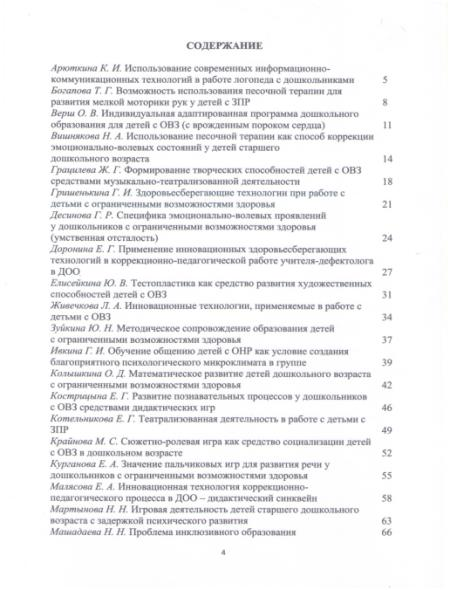 СОДЕРЖАНИЕ
Арюткина К. И. Использование современных информационно-
коммуникационных технологий в работе логопеда с дошкольниками 5
Богапова Т. Г. Возможность использования песочной терапии для
развития мелкой моторики рук у детей с ЗПР 8
Верш О. В. Индивидуальная адаптированная программа дошкольного
образования для детей с ОВЗ (с врожденным пороком сердца) 11
Вишнякова Н. А. Использование песочной терапии как способ коррекции
эмоционально-волевых состояний у детей старшего
дошкольного возраста 14
Грацилева Ж. Г. Формирование творческих способностей детей с ОВЗ
средствами музыкально-театрализованной деятельности 18
Гришенькина Г. И. Здоровьесберегающие технологии при работе с
детьми с ограниченными возможностями здоровья 21
Десинова Г. Р. Специфика эмоционально-волевых проявлений
у дошкольников с ограниченными возможностями здоровья
(умственная отсталость) 24
Доронина Е. Г. Применение инновационных здоровьесберегающих
технологий в коррекционно-педагогической работе учителя-дефектолога
в ДОО 27
Елисейкина Ю. В. Тестопластика как средство развития художественных
способностей детей с ОВЗ 31
Живечкова Л. А. Инновационные технологии, применяемые в работе с
детьми с ОВЗ 34
Зуйкина Ю. Н. Методическое сопровождение образования детей
с ограниченными возможностями здоровья 37
Ивкина Г. И. Обучение общению детей с ОНР как условие создания
благоприятного психологического микроклимата в группе 39
Колышкина О. Д. Математическое развитие детей дошкольного возраста
с ограниченными возможностями здоровья 42
Кострицына Е. Г. Развитие познавательных процессов у дошкольников
с ОВЗ средствами дидактических игр 46
Котельникова Е. Г. Театрализованная деятельность в работе с детьми с
ЗПР 49
Крайнова М. С. Сюжетно-ролевая игра как средство социализации детей
с ОВЗ в дошкольном возрасте 52
Курганова Е. А. Значение пальчиковых игр для развития речи у
дошкольников с ограниченными возможностями здоровья 55
Малясова Е. А. Инновационная технология коррекционно-
педагогического процесса в ДОО – дидактический синквейн 58
Мартынова Н. Н. Игровая деятельность детей старшего дошкольного
возраста с задержкой психического развития 63
Машадаева Н. Н. Проблема инклюзивного образования 66
4